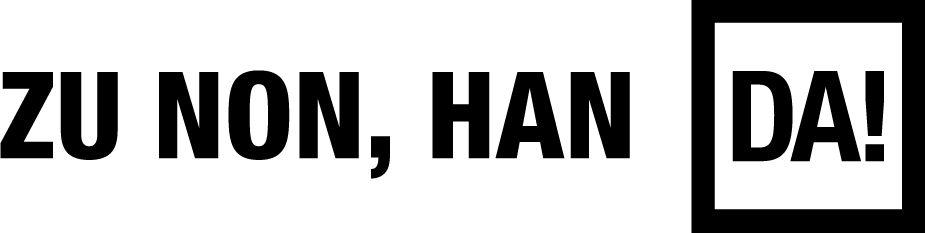 ZU NON, HAN DA!